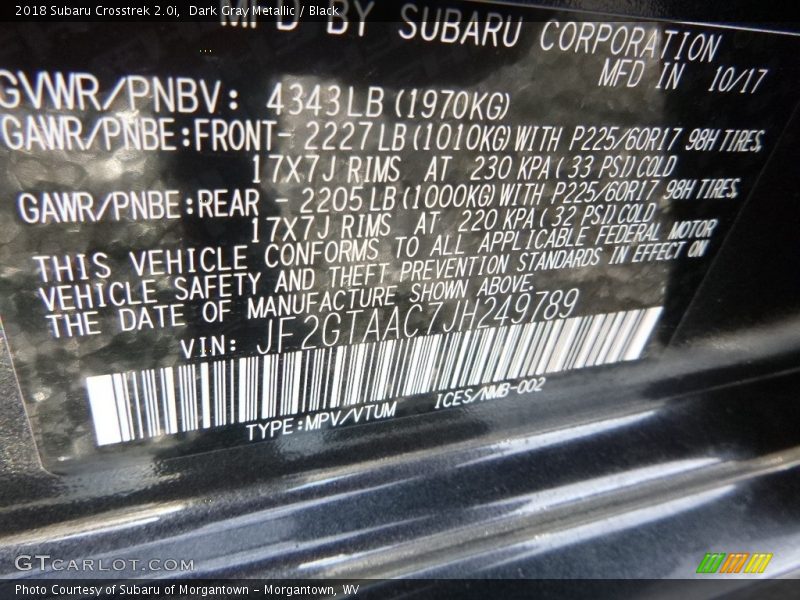 2018 Subaru Crosstrek 2.0i, Dark Gray Metallic / Black
MFD BY SUBARU CORPORATION
MFD IN 10/17
GVWR/PNBV: 4343LB (1970KG)
GAWR/PNBE:FRONT- 2227LB (1010KG) WITH P225/60R17 98H TIRES,
17X7J RIMS AT 230 KPA (33 PSI) COLD
GAWR/PNBE:REAR - 2205LB (1000KG) WITH P225/60R17 98H TIRES,
17X7J RIMS AT 220 KPA (32 PSI) COLD
THIS VEHICLE CONFORMS TO ALL APPLICABLE FEDERAL MOTOR
VEHICLE SAFETY AND THEFT PREVENTION STANDARDS IN EFFECT ON
THE DATE OF MANUFACTURE SHOWN ABOVE.
VIN: JF2GTAAC7JH249789
TYPE:MPV/VTUM ICES/NMB-002
GTCARLOT.COM
Photo Courtesy of Subaru of Morgantown - Morgantown, WV